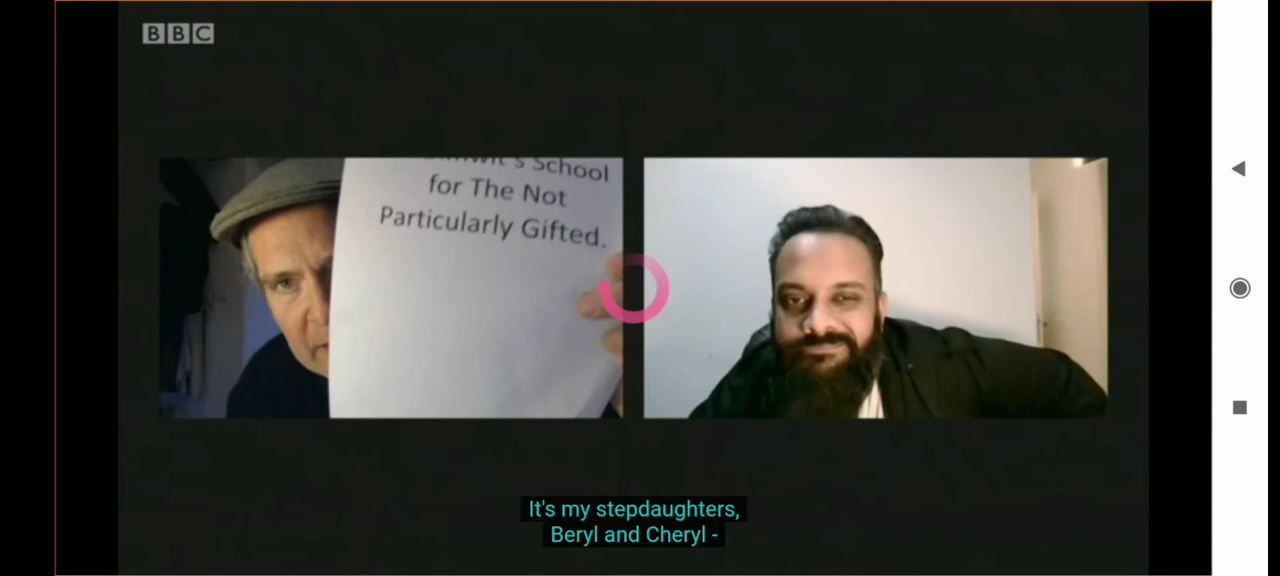 BBC
School
for The Not
Particularly Gifted.
It's my stepdaughters,
Beryl and Cheryl -